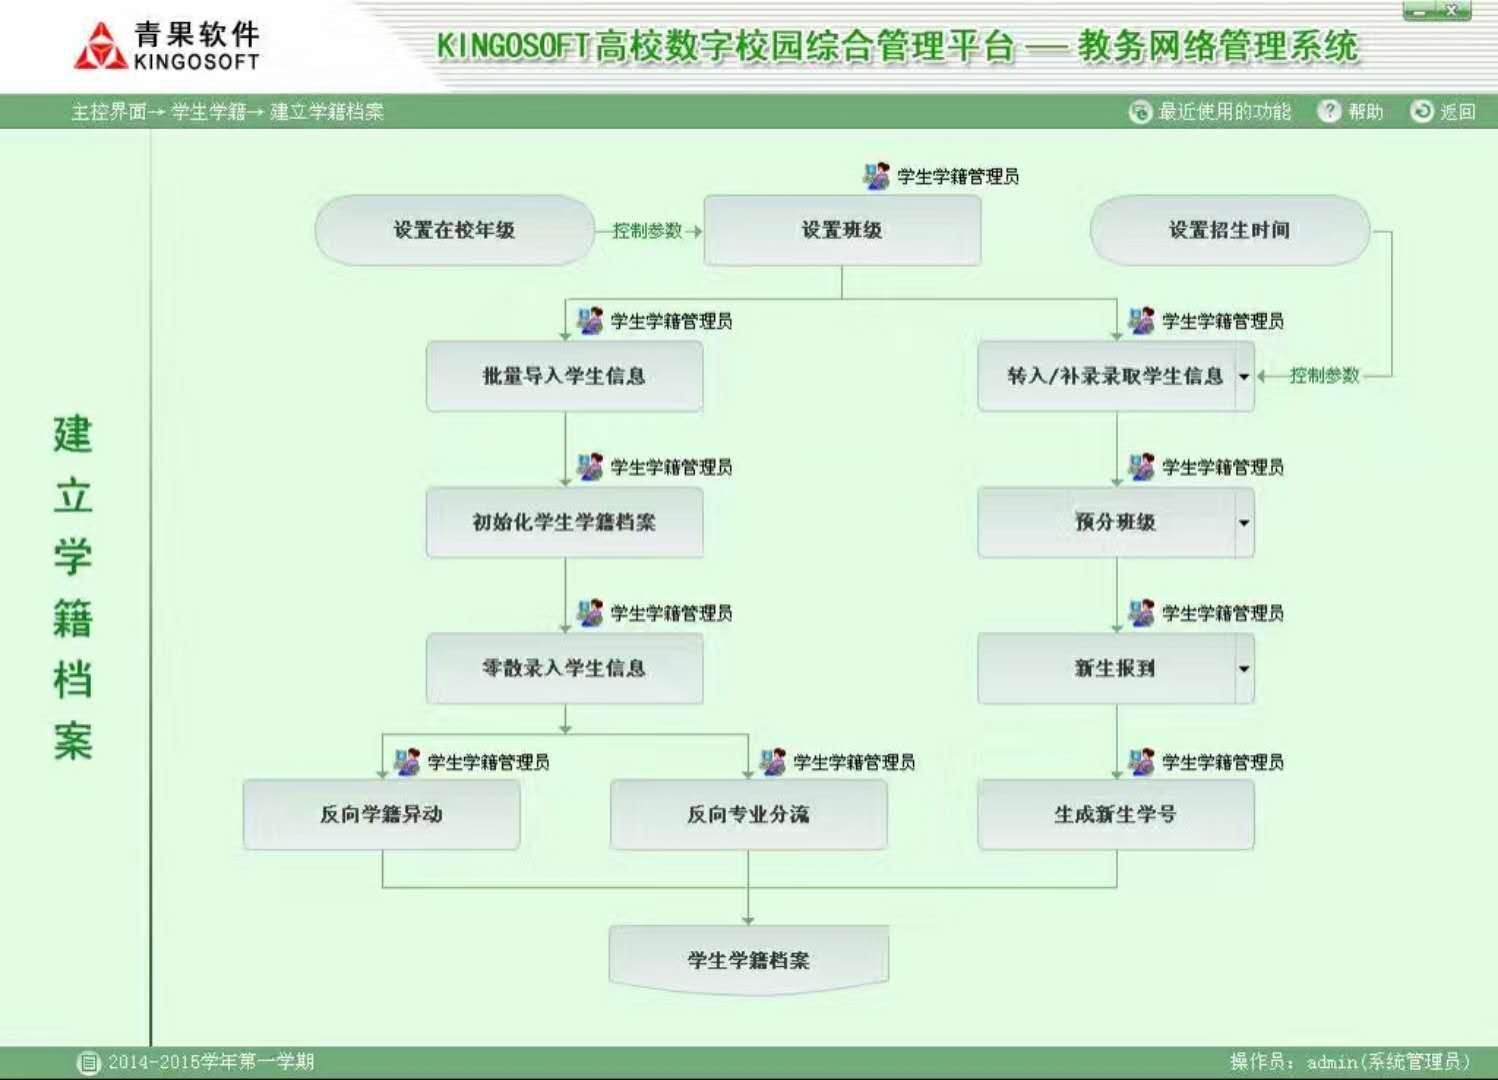 青果软件
KINGOSOFT
KINGOSOFT高校数字校园综合管理平台 — 教务网络管理系统
主控界面→ 学生学籍→ 建立学籍档案
最近使用的功能
帮助
返回
建立学籍档案
学生学籍管理员
设置在校年级
控制参数
设置班级
设置招生时间
学生学籍管理员
学生学籍管理员
批量导入学生信息
转入/补录录取学生信息
控制参数
学生学籍管理员
学生学籍管理员
初始化学生学籍档案
预分班级
学生学籍管理员
学生学籍管理员
零散录入学生信息
新生报到
学生学籍管理员
学生学籍管理员
学生学籍管理员
反向学籍异动
反向专业分流
生成新生学号
学生学籍档案
2014-2015学年第一学期
操作员：admin(系统管理员)